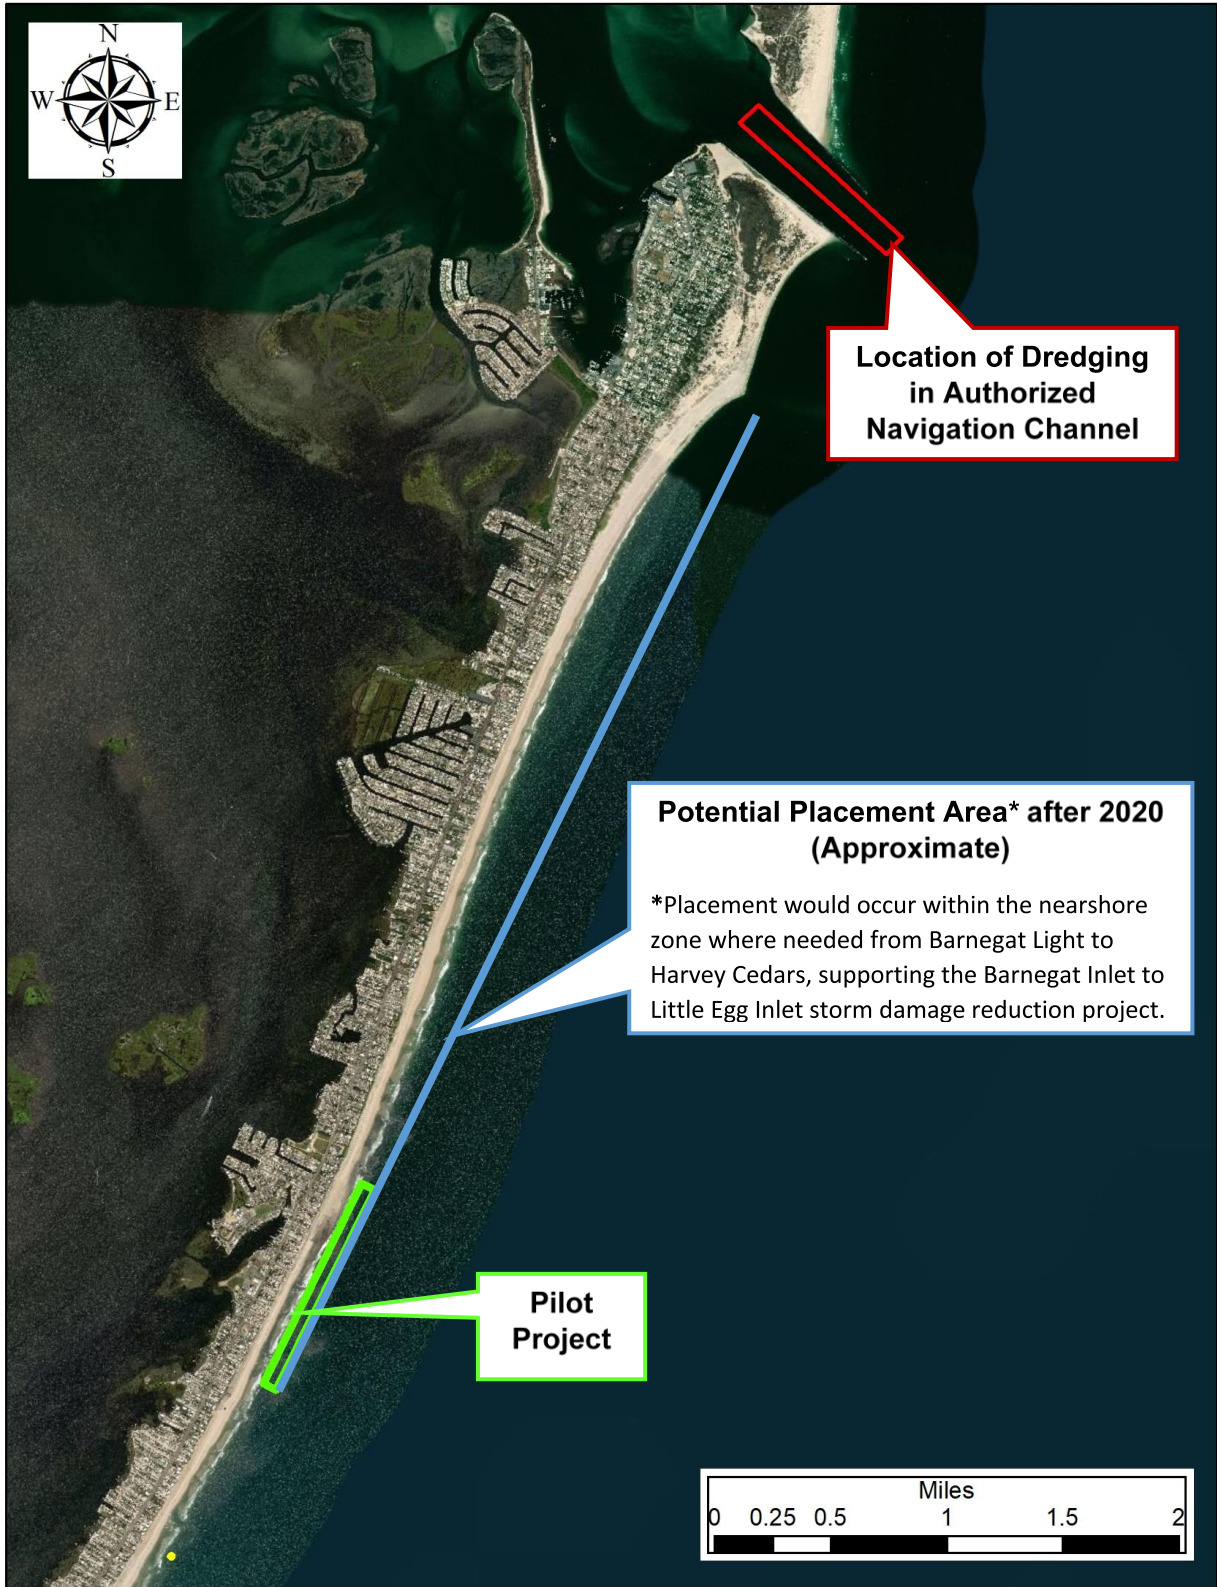 N
W E
S
Location of Dredging
in Authorized
Navigation Channel
Potential Placement Area* after 2020
(Approximate)
*Placement would occur within the nearshore
zone where needed from Barnegat Light to
Harvey Cedars, supporting the Barnegat Inlet to
Little Egg Inlet storm damage reduction project.
Pilot
Project
Miles
0 0.25 0.5 1 1.5 2